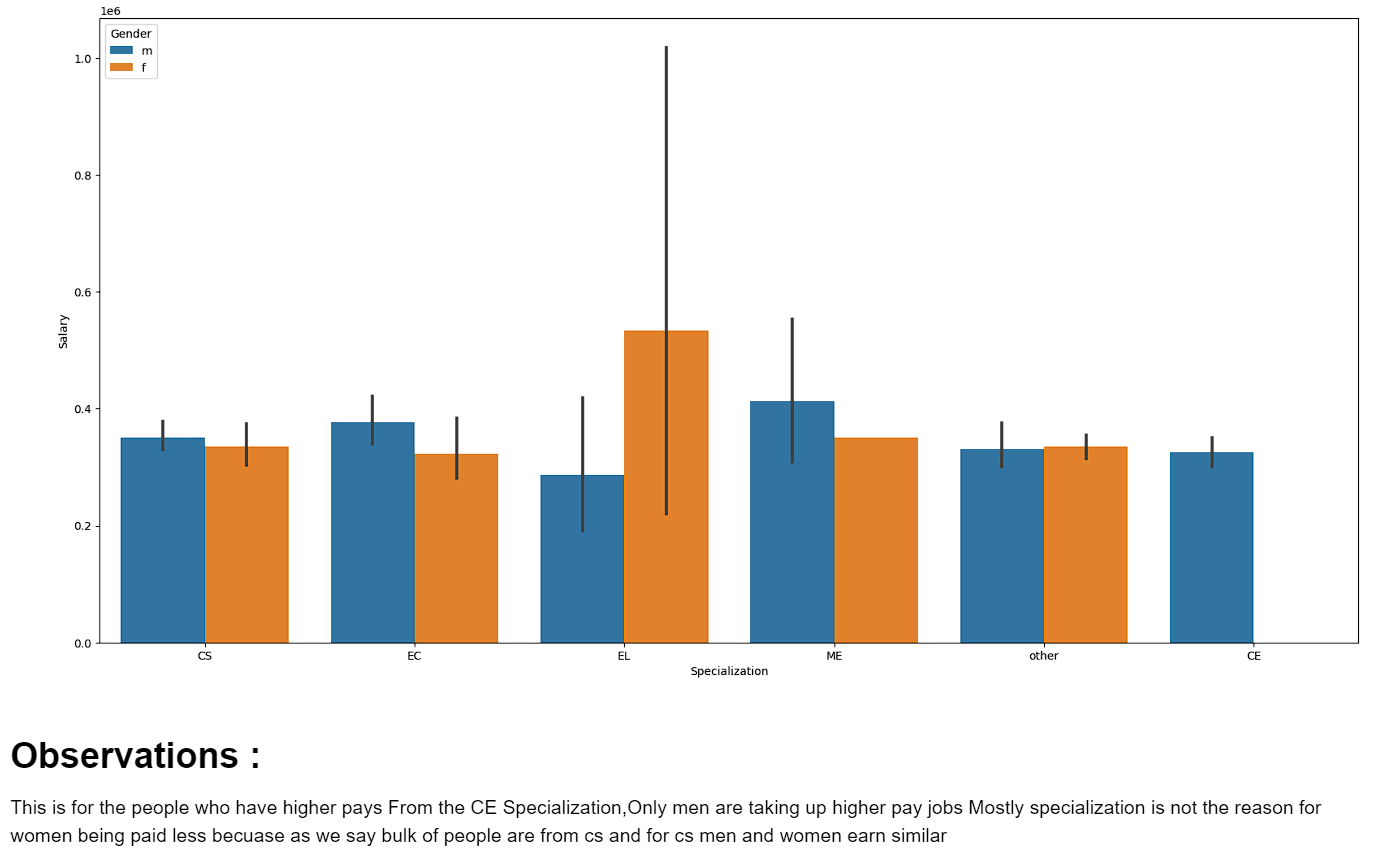 1e6
Gender
m
f
1.0
0.8
0.6
0.4
0.2
0.0
Salary
CS EC EL ME other CE
Specialization
Observations :
This is for the people who have higher pays From the CE Specialization,Only men are taking up higher pay jobs Mostly specialization is not the reason for
women being paid less becuase as we say bulk of people are from cs and for cs men and women earn similar